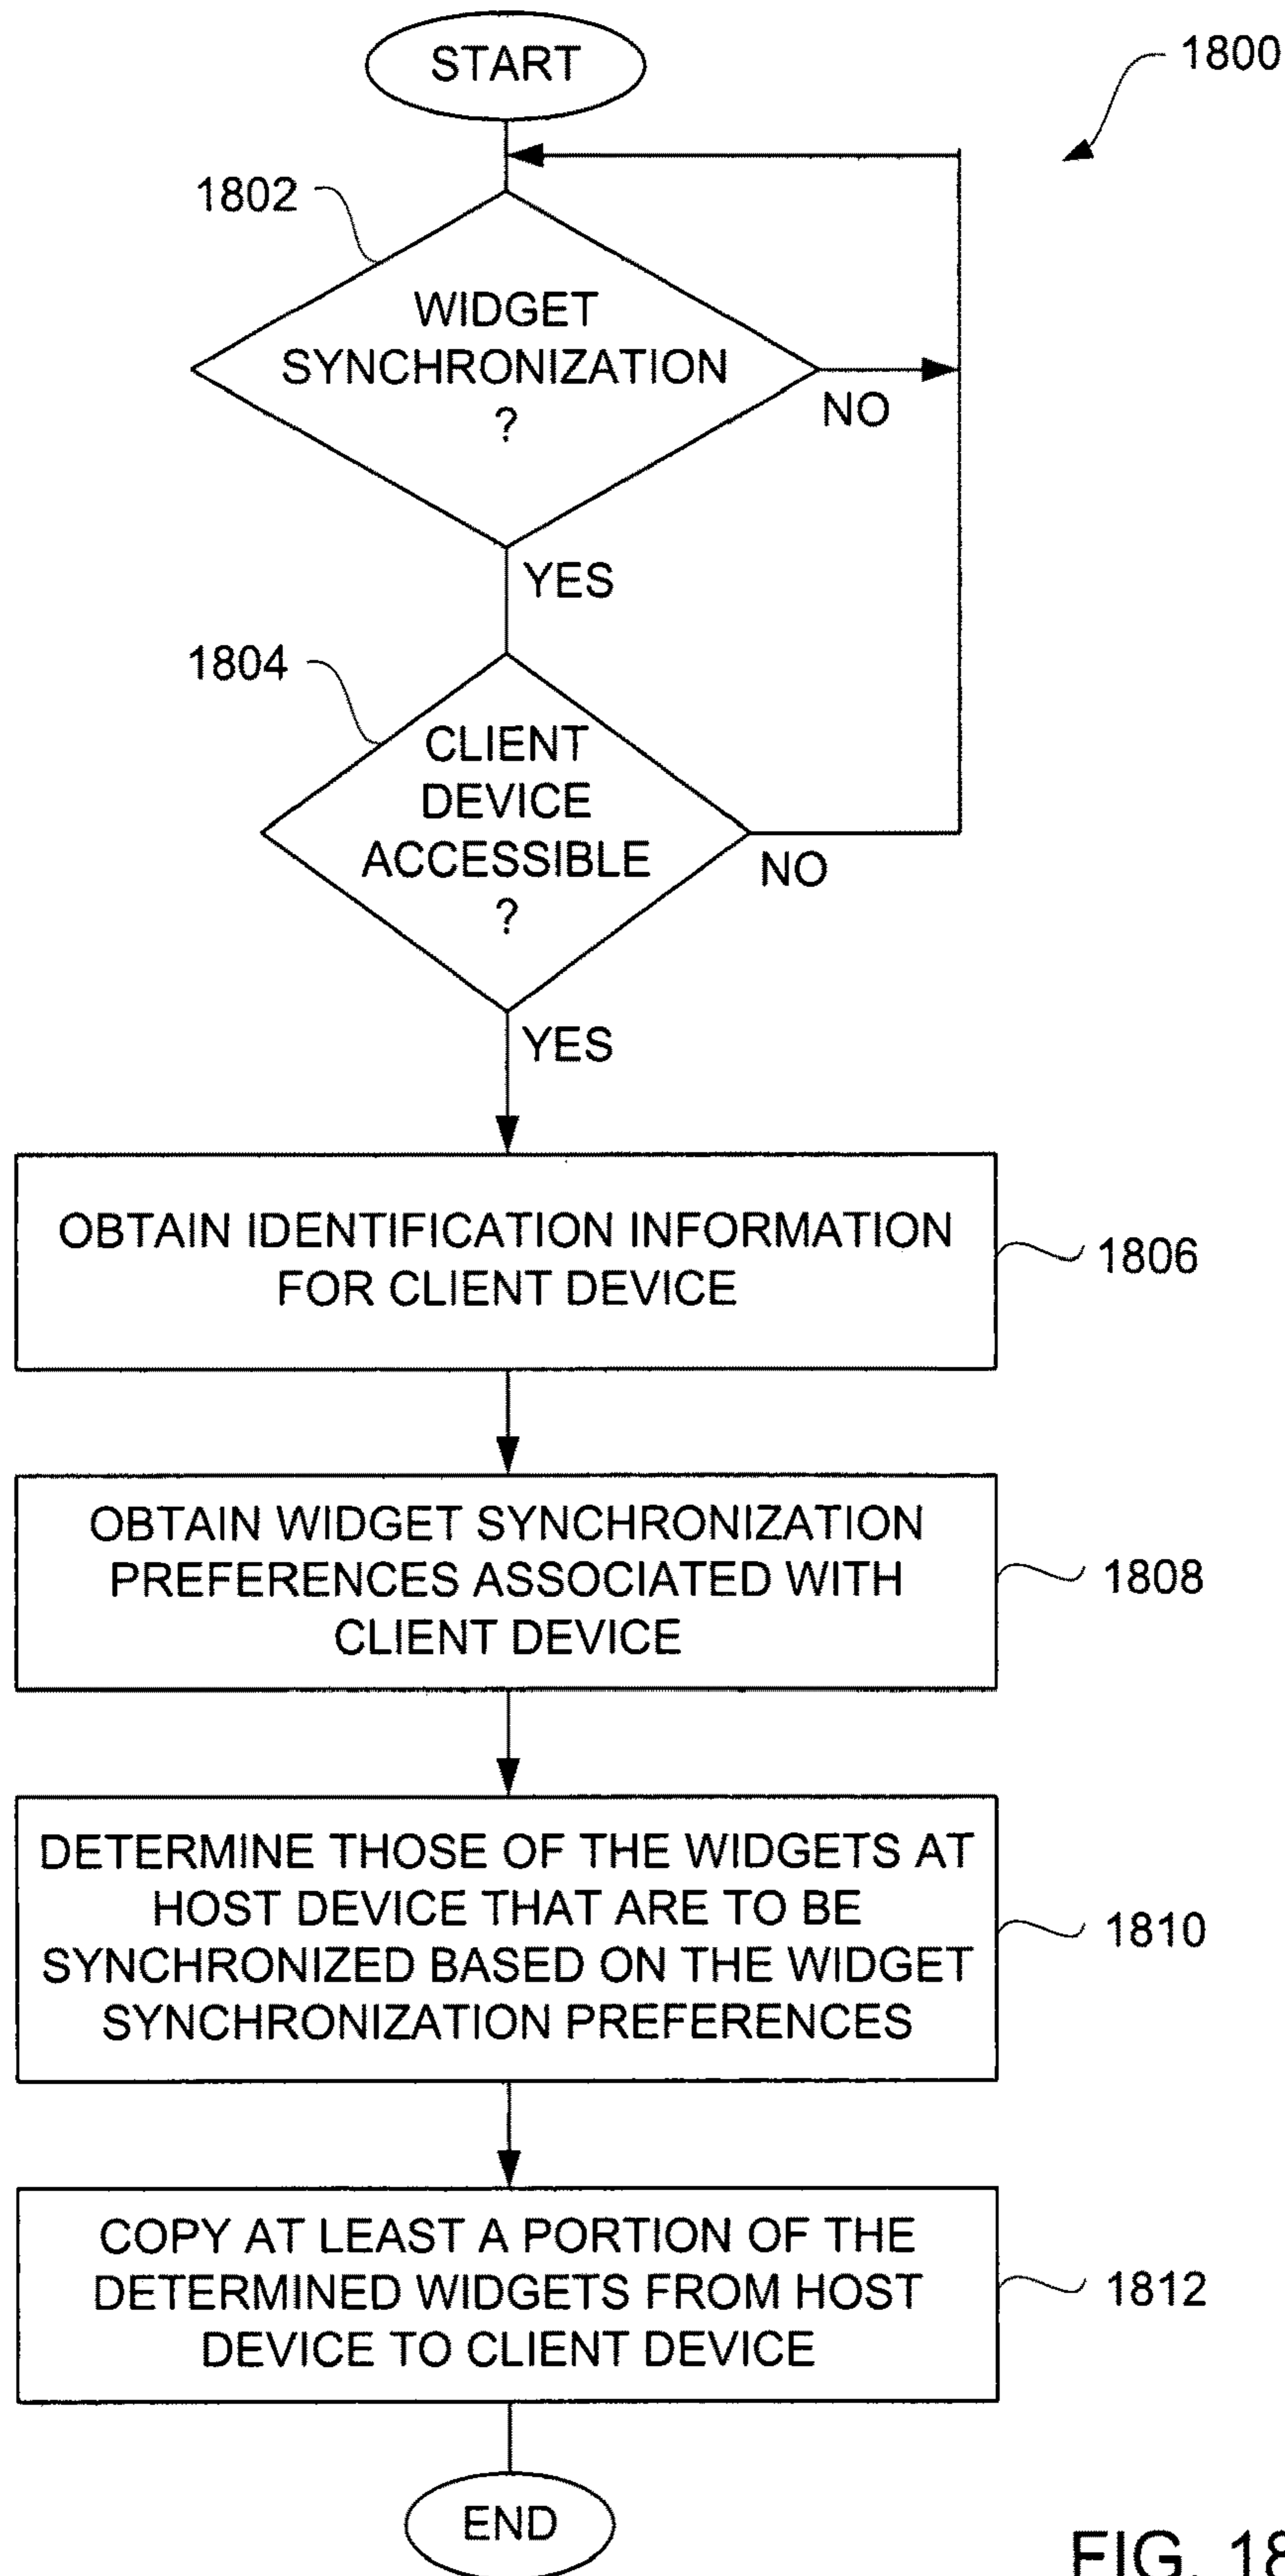 START
1800
1802
WIDGET
SYNCHRONIZATION
?
NO
YES
1804
CLIENT
DEVICE
ACCESSIBLE
?
NO
YES
OBTAIN IDENTIFICATION INFORMATION
FOR CLIENT DEVICE
1806
OBTAIN WIDGET SYNCHRONIZATION
PREFERENCES ASSOCIATED WITH
CLIENT DEVICE
1808
DETERMINE THOSE OF THE WIDGETS AT
HOST DEVICE THAT ARE TO BE
SYNCHRONIZED BASED ON THE WIDGET
SYNCHRONIZATION PREFERENCES
1810
COPY AT LEAST A PORTION OF THE
DETERMINED WIDGETS FROM HOST
DEVICE TO CLIENT DEVICE
1812
END
FIG. 18